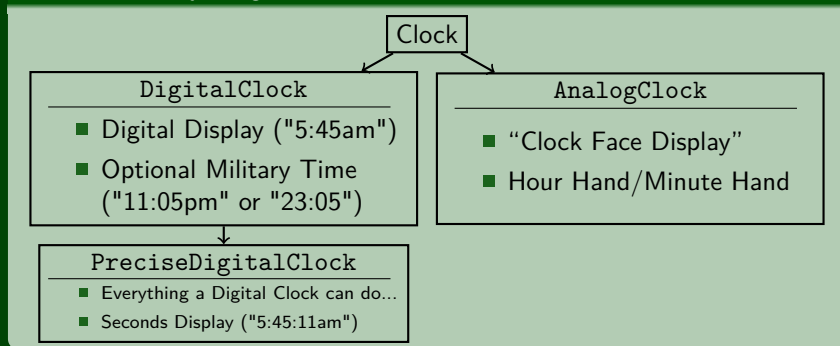 Clock
DigitalClock
Digital Display ("5:45am")
Optional Military Time
("11:05pm" or "23:05")
AnalogClock
“Clock Face Display”
Hour Hand/Minute Hand
PreciseDigitalClock
Everything a Digital Clock can do...
Seconds Display ("5:45:11am")